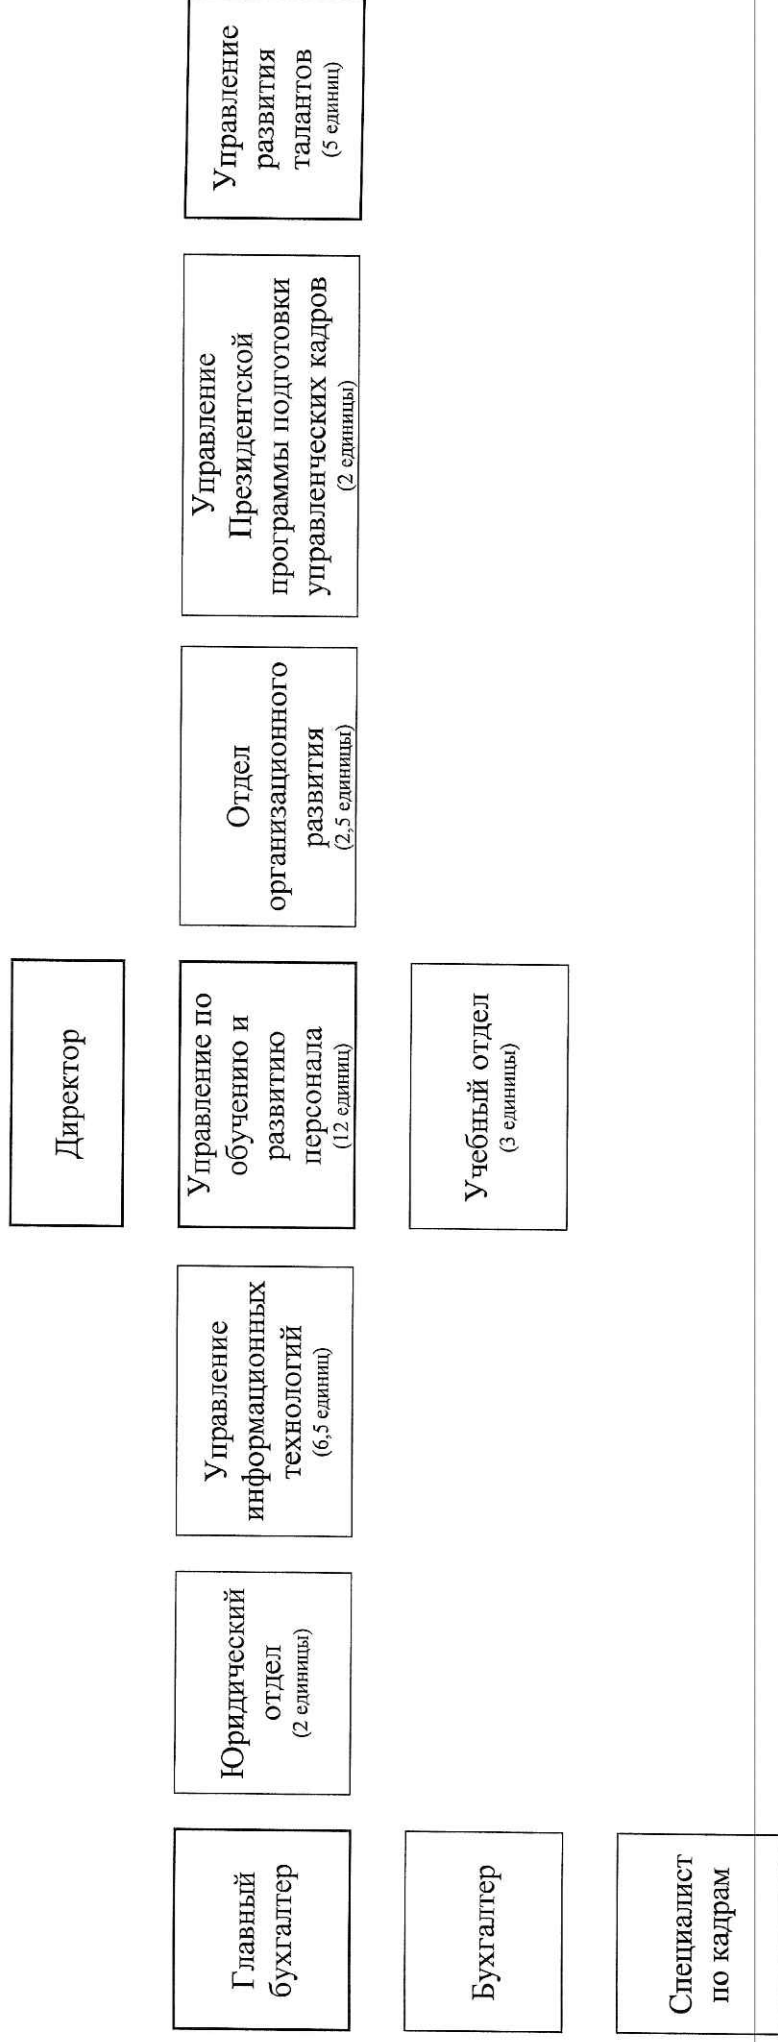 Директор
Главный
бухгалтер
Юридический
отдел
(2 единицы)
Управление
информационных
технологий
(6,5 единиц)
Управление по
обучению и
развитию
персонала
(12 единиц)
Отдел
организационного
развития
(2,5 единицы)
Управление
Президентской
программы подготовки
управленческих кадров
(2 единицы)
Управление
развития
талантов
(5 единиц)
Бухгалтер
Учебный отдел
(3 единицы)
Специалист
по кадрам